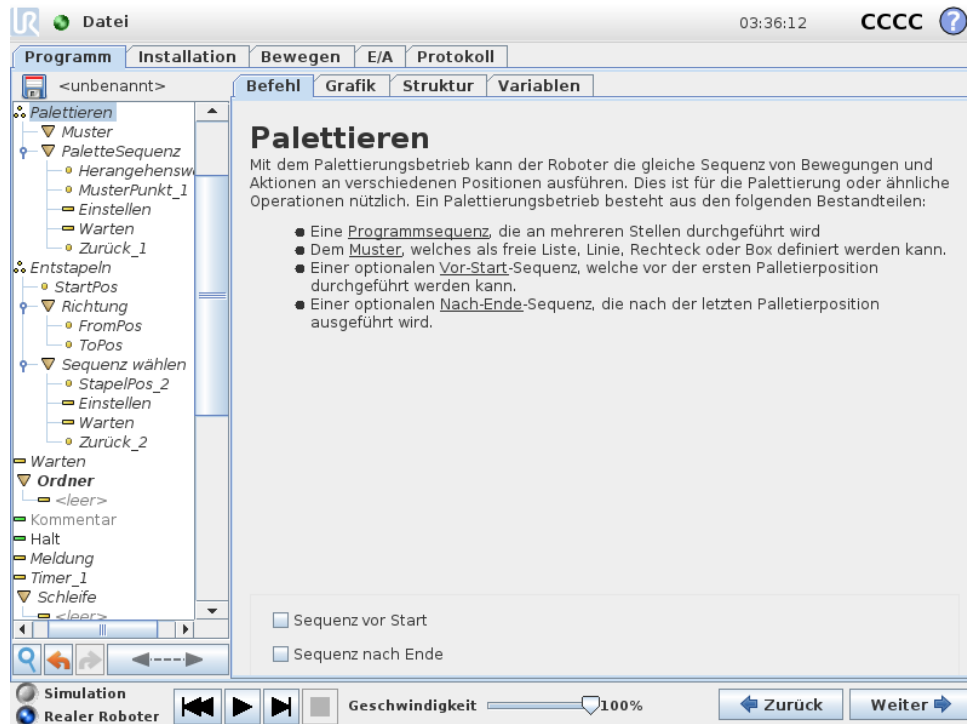 UR Datei 03:36:12 CCCC ?
Programm Installation Bewegen E/A Protokoll
<unbenannt>
Befehl Grafik Struktur Variablen
Palettieren
Muster
PaletteSequenz
Herangehensw
MusterPunkt_1
Einstellen
Warten
Zurück_1
Entstapeln
StartPos
Richtung
FromPos
ToPos
Sequenz wählen
StapelPos_2
Einstellen
Warten
Zurück_2
Warten
Ordner
<leer>
Kommentar
Halt
Meldung
Timer_1
Schleife
<leer>
Palettieren
Mit dem Palettierungsbetrieb kann der Roboter die gleiche Sequenz von Bewegungen und
Aktionen an verschiedenen Positionen ausführen. Dies ist für die Palettierung oder ähnliche
Operationen nützlich. Ein Palettierungsbetrieb besteht aus den folgenden Bestandteilen:
Eine Programmsequenz, die an mehreren Stellen durchgeführt wird
Dem Muster, welches als freie Liste, Linie, Rechteck oder Box definiert werden kann.
Einer optionalen Vor-Start-Sequenz, welche vor der ersten Palletierposition
durchgeführt werden kann.
Einer optionalen Nach-Ende-Sequenz, die nach der letzten Palletierposition
ausgeführt wird.
Sequenz vor Start
Sequenz nach Ende
Simulation
Realer Roboter
Geschwindigkeit 100%
Zurück Weiter